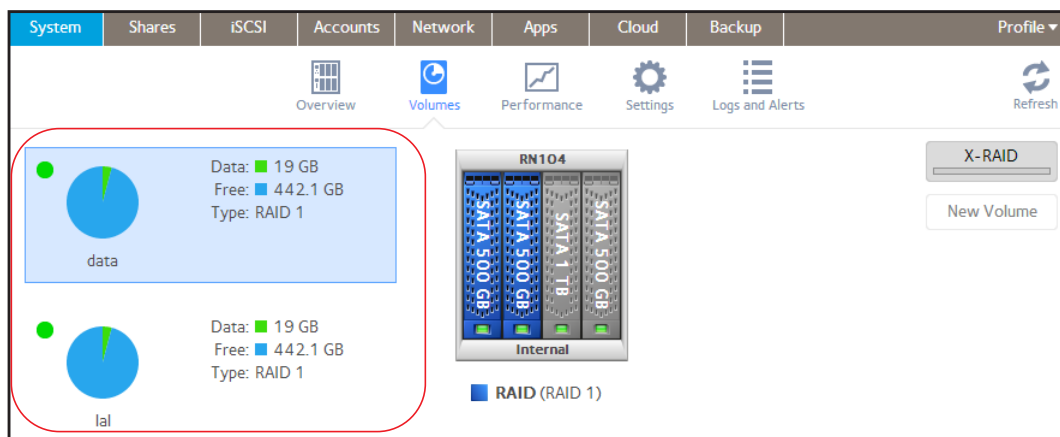 System Shares iSCSI Accounts Network Apps Cloud Backup Profile
Overview Volumes Performance Settings Logs and Alerts Refresh
Data: 19 GB
Free: 442.1 GB
Type: RAID 1
data
Data: 19 GB
Free: 442.1 GB
Type: RAID 1
lal
RN104
SATA 500 GB
SATA 500 GB
SATA 1 TB
SATA 500 GB
Internal
RAID (RAID 1)
X-RAID
New Volume